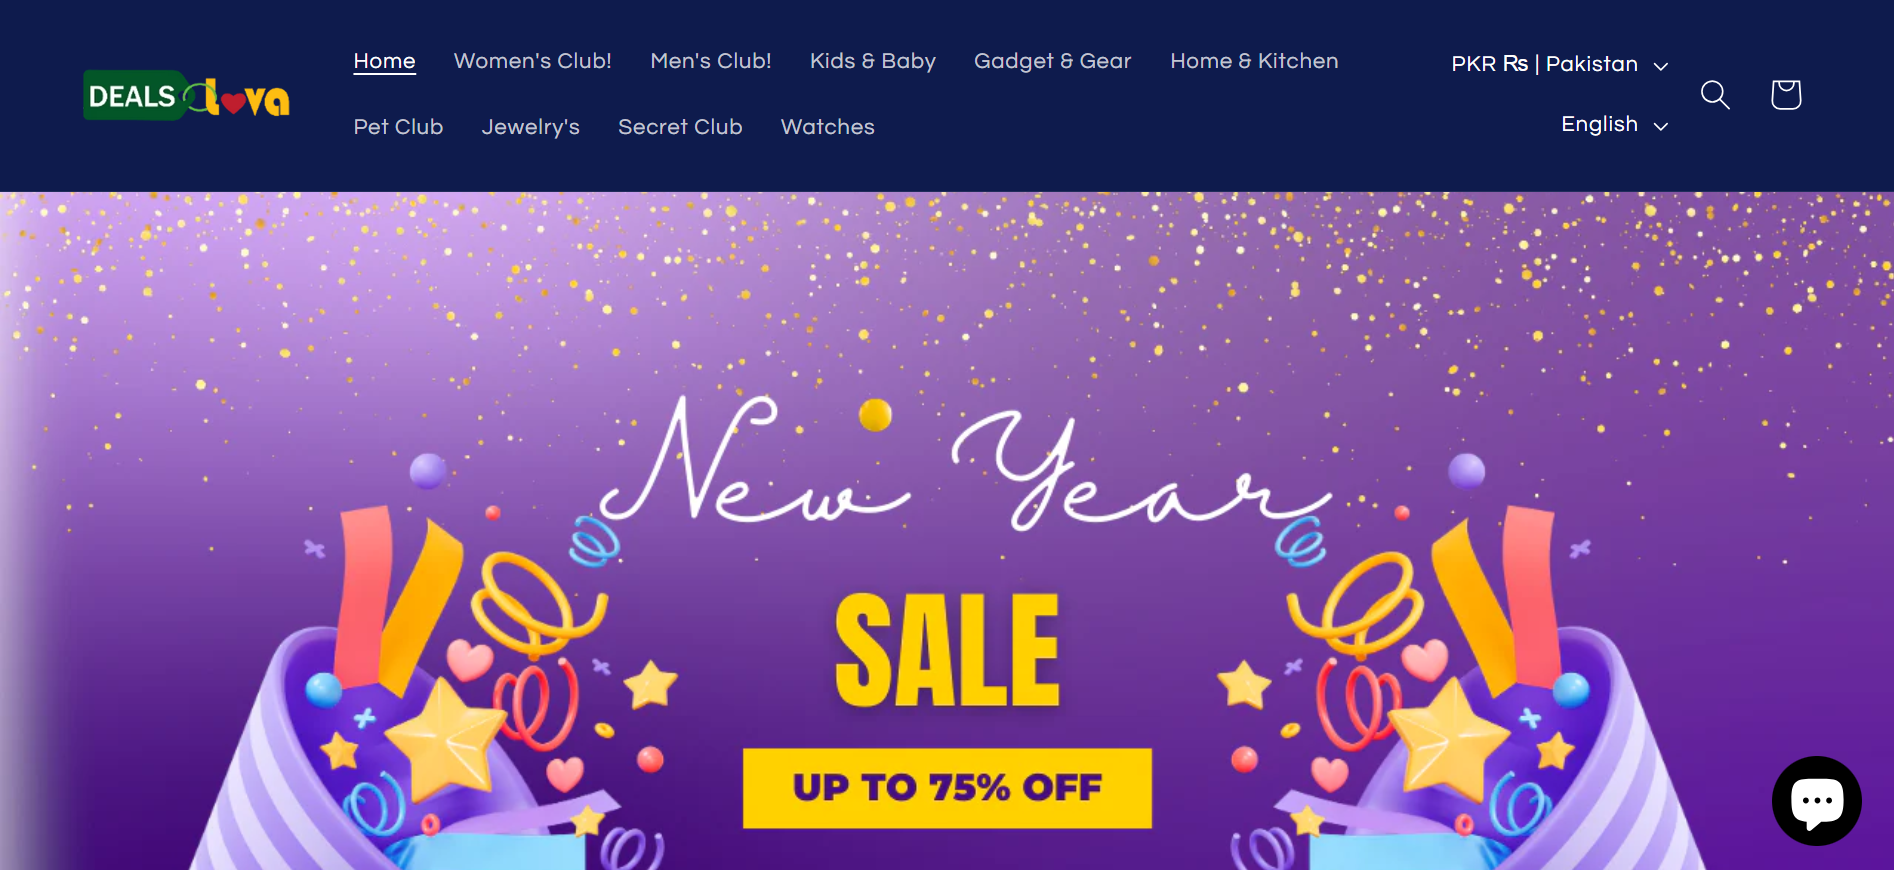 DEALS Lova
Home Women's Club! Men's Club! Kids & Baby Gadget & Gear Home & Kitchen
Pet Club Jewelry's Secret Club Watches
PKR ₨ | Pakistan
English
New Year
SALE
UP TO 75% OFF